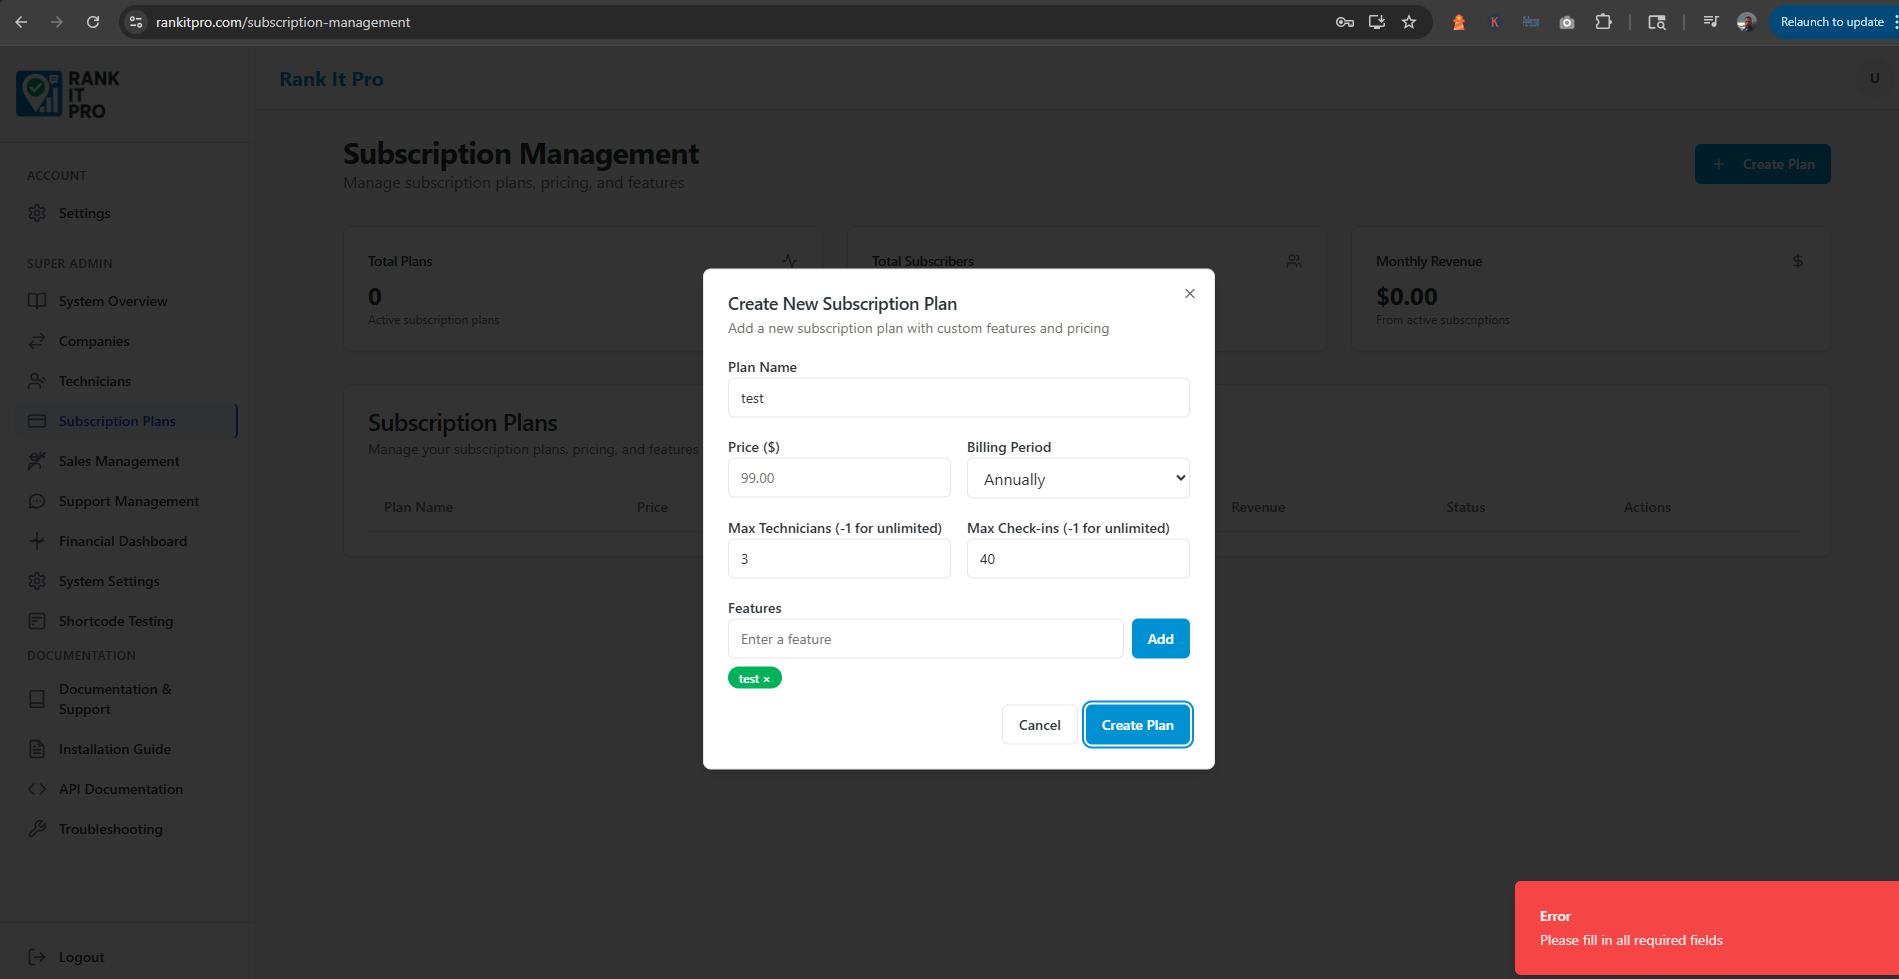 rankitpro.com/subscription-management
K
Relaunch to update
RANK
IT
PRO
Rank It Pro
U
ACCOUNT
Settings
SUPER ADMIN
System Overview
Companies
Technicians
Subscription Plans
Sales Management
Support Management
Financial Dashboard
System Settings
Shortcode Testing
DOCUMENTATION
Documentation &
Support
Installation Guide
API Documentation
Troubleshooting
Logout
Subscription Management
Manage subscription plans, pricing, and features
+ Create Plan
Total Plans
0
Active subscription plans
Total Subscribers
Monthly Revenue
$
$0.00
From active subscriptions
Subscription Plans
Manage your subscription plans, pricing, and features
Plan Name Price Revenue Status Actions
Create New Subscription Plan
Add a new subscription plan with custom features and pricing
Plan Name
test
Price ($) Billing Period
99.00 Annually
Max Technicians (-1 for unlimited) Max Check-ins (-1 for unlimited)
3 40
Features
Enter a feature Add
test ×
Cancel Create Plan
Error
Please fill in all required fields